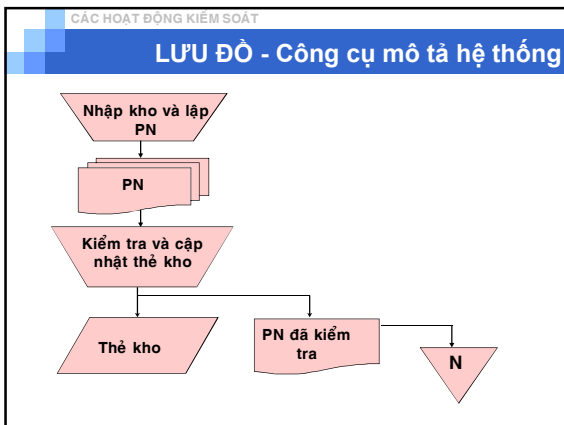 CÁC HOẠT ĐỘNG KIỂM SOÁT
LƯU ĐỒ - Công cụ mô tả hệ thống
Nhập kho và lập
PN
PN
Kiểm tra và cập
nhật thẻ kho
Thẻ kho
PN đã kiểm
tra
N